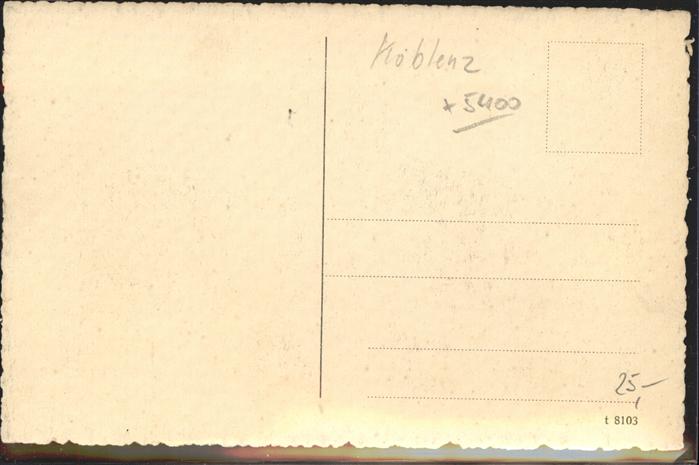 Koblenz
* 5400
25,-
t 8103